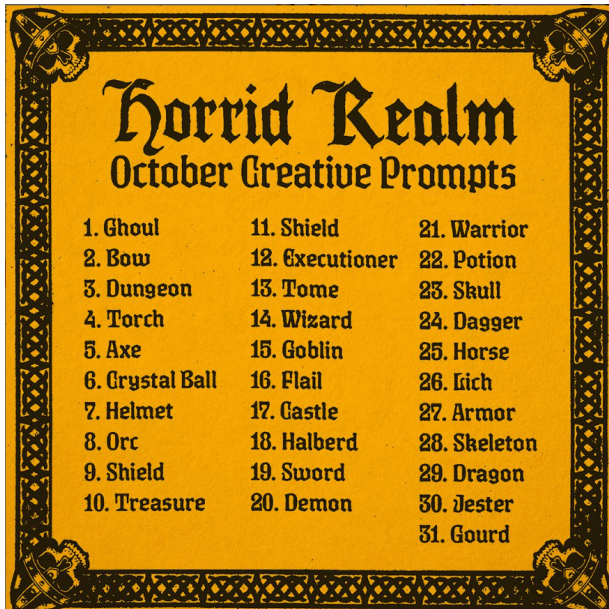 Horrid Realm
October Creative Prompts
1. Ghoul
2. Bow
3. Dungeon
4. Torch
5. Axe
6. Crystal Ball
7. Helmet
8. Orc
9. Shield
10. Treasure
11. Shield
12. Executioner
13. Tome
14. Wizard
15. Goblin
16. Flail
17. Castle
18. Halberd
19. Sword
20. Demon
21. Warrior
22. Potion
23. Skull
24. Dagger
25. Horse
26. Lich
27. Armor
28. Skeleton
29. Dragon
30. Jester
31. Gourd